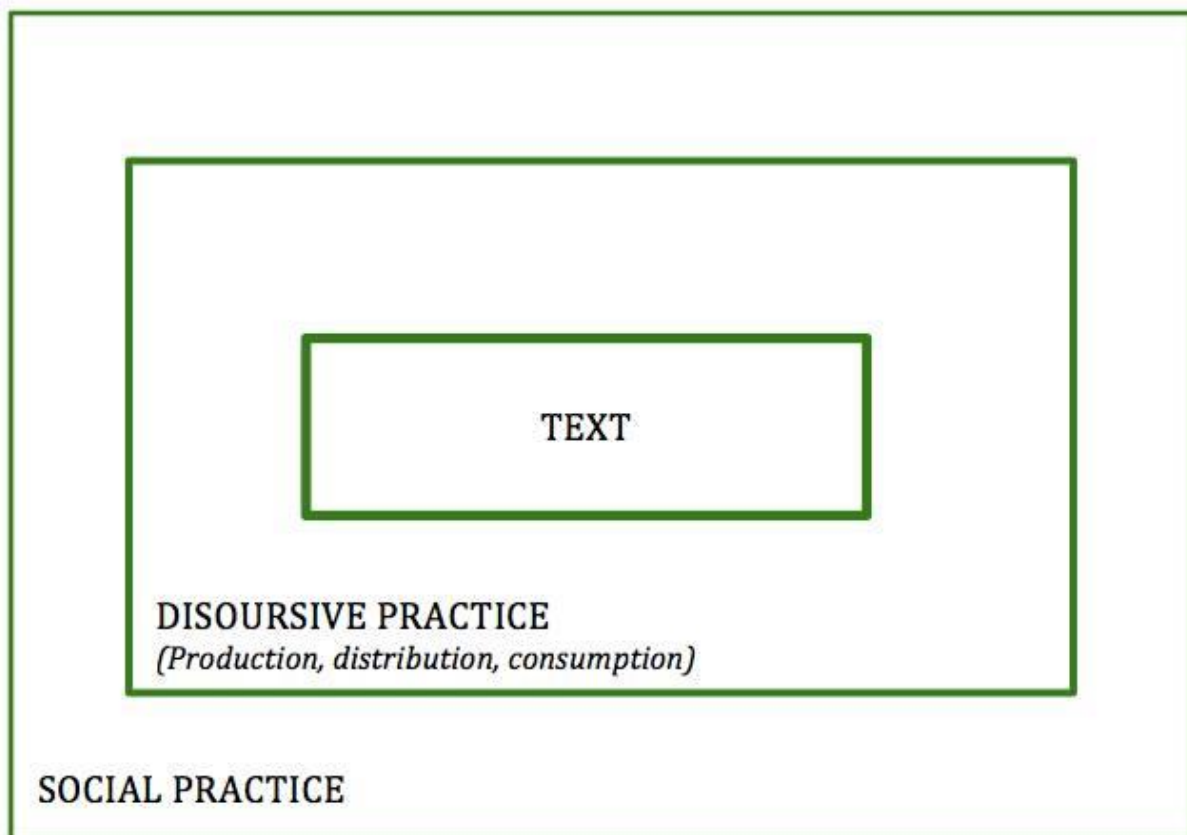 TEXT
DISOURSIVE PRACTICE
(Production, distribution, consumption)
SOCIAL PRACTICE